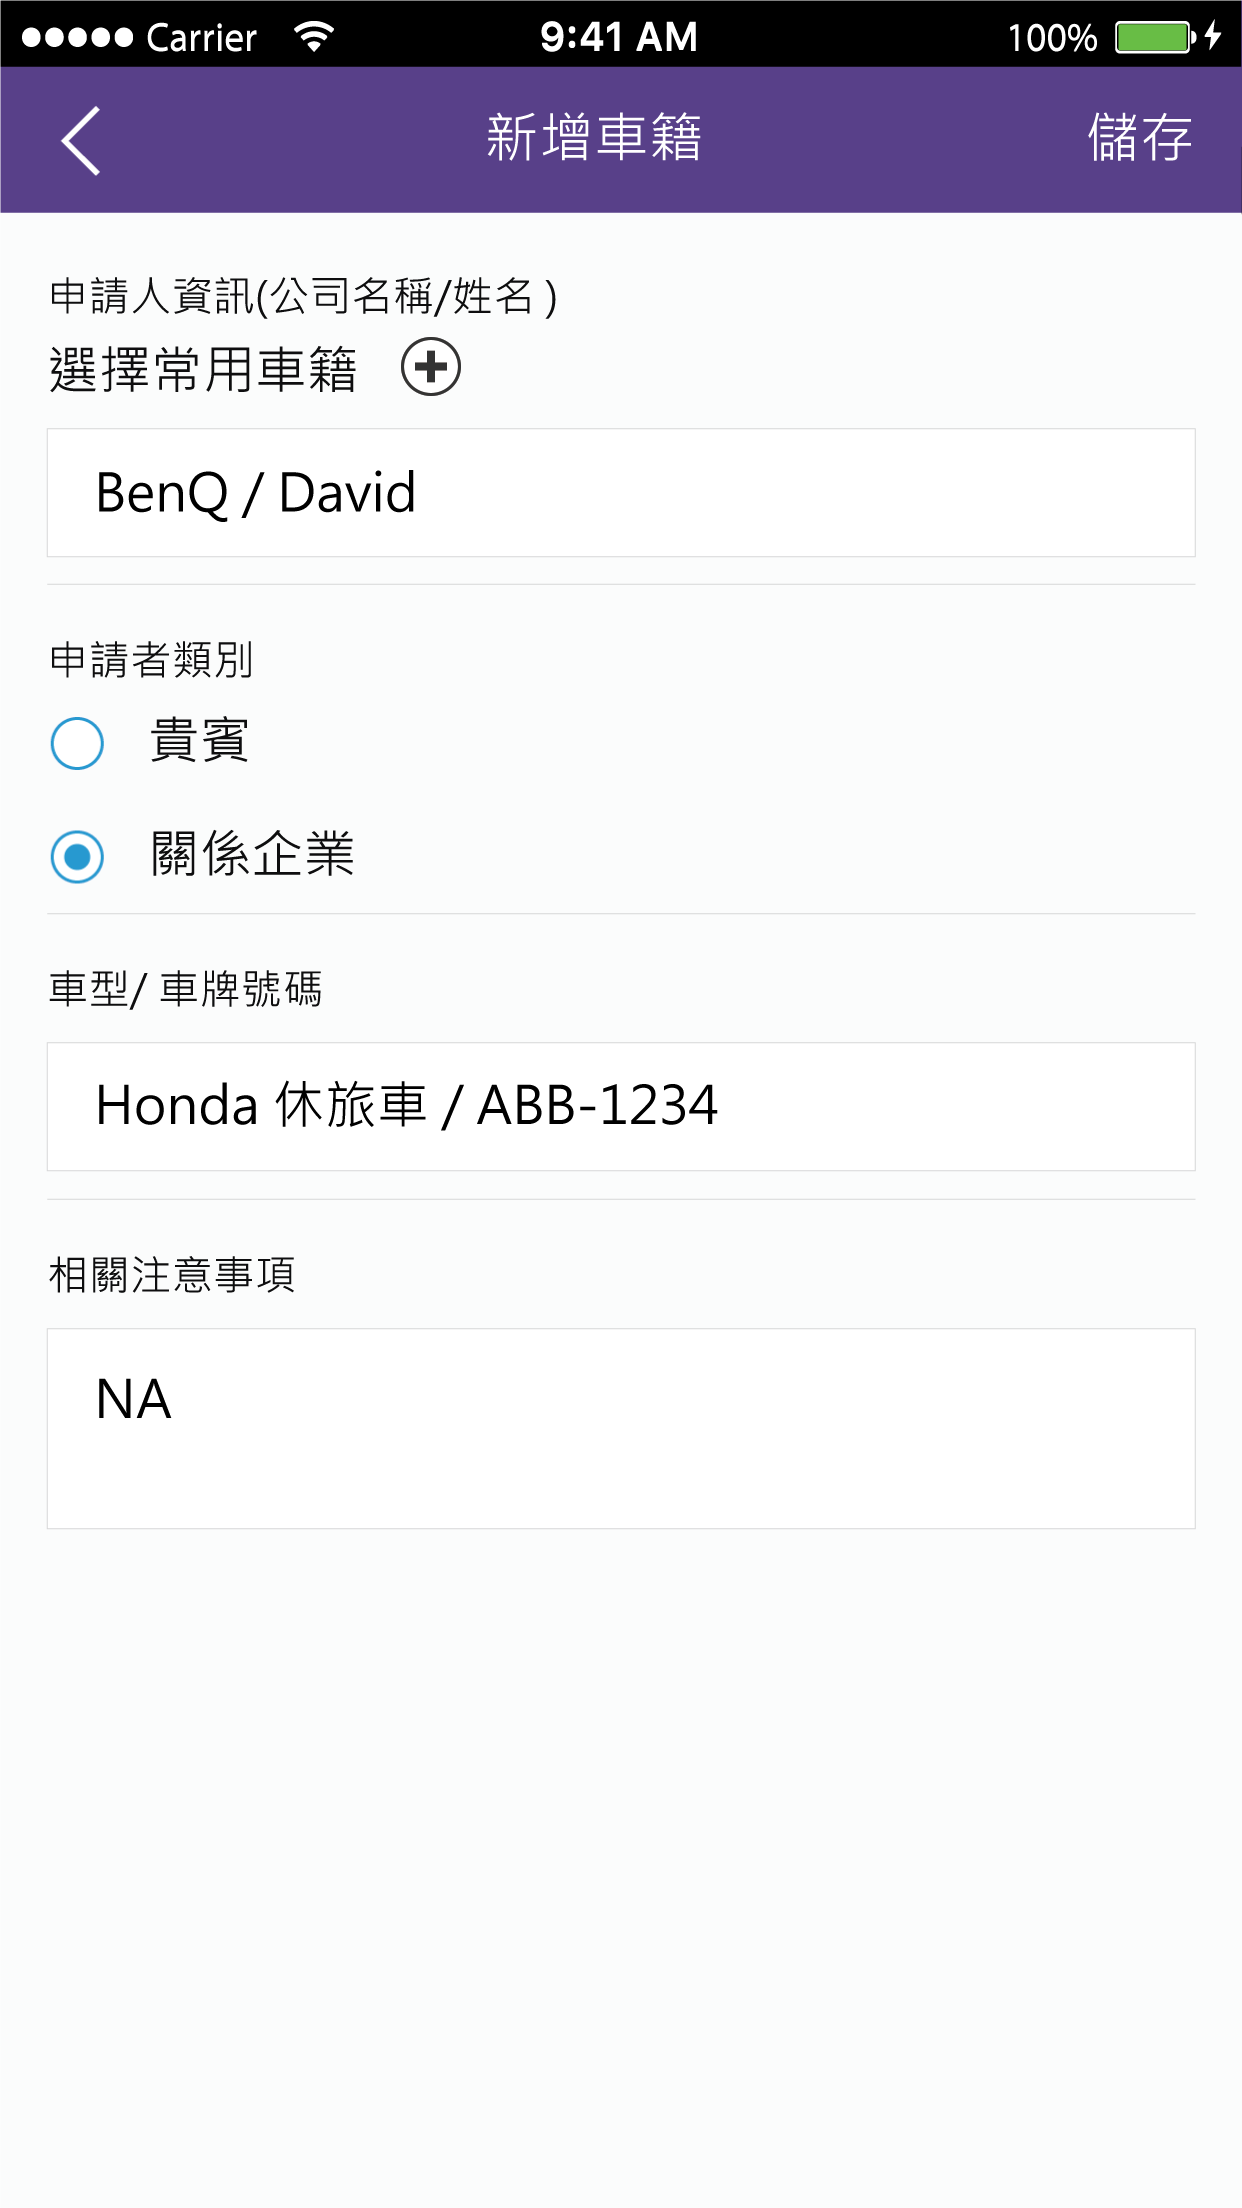 Carrier 9:41 AM 100%
新增車籍 儲存
申請人資訊(公司名稱/姓名 )
選擇常用車籍
BenQ / David
申請者類別
貴賓
關係企業
車型/ 車牌號碼
Honda 休旅車 / ABB-1234
相關注意事項
NA